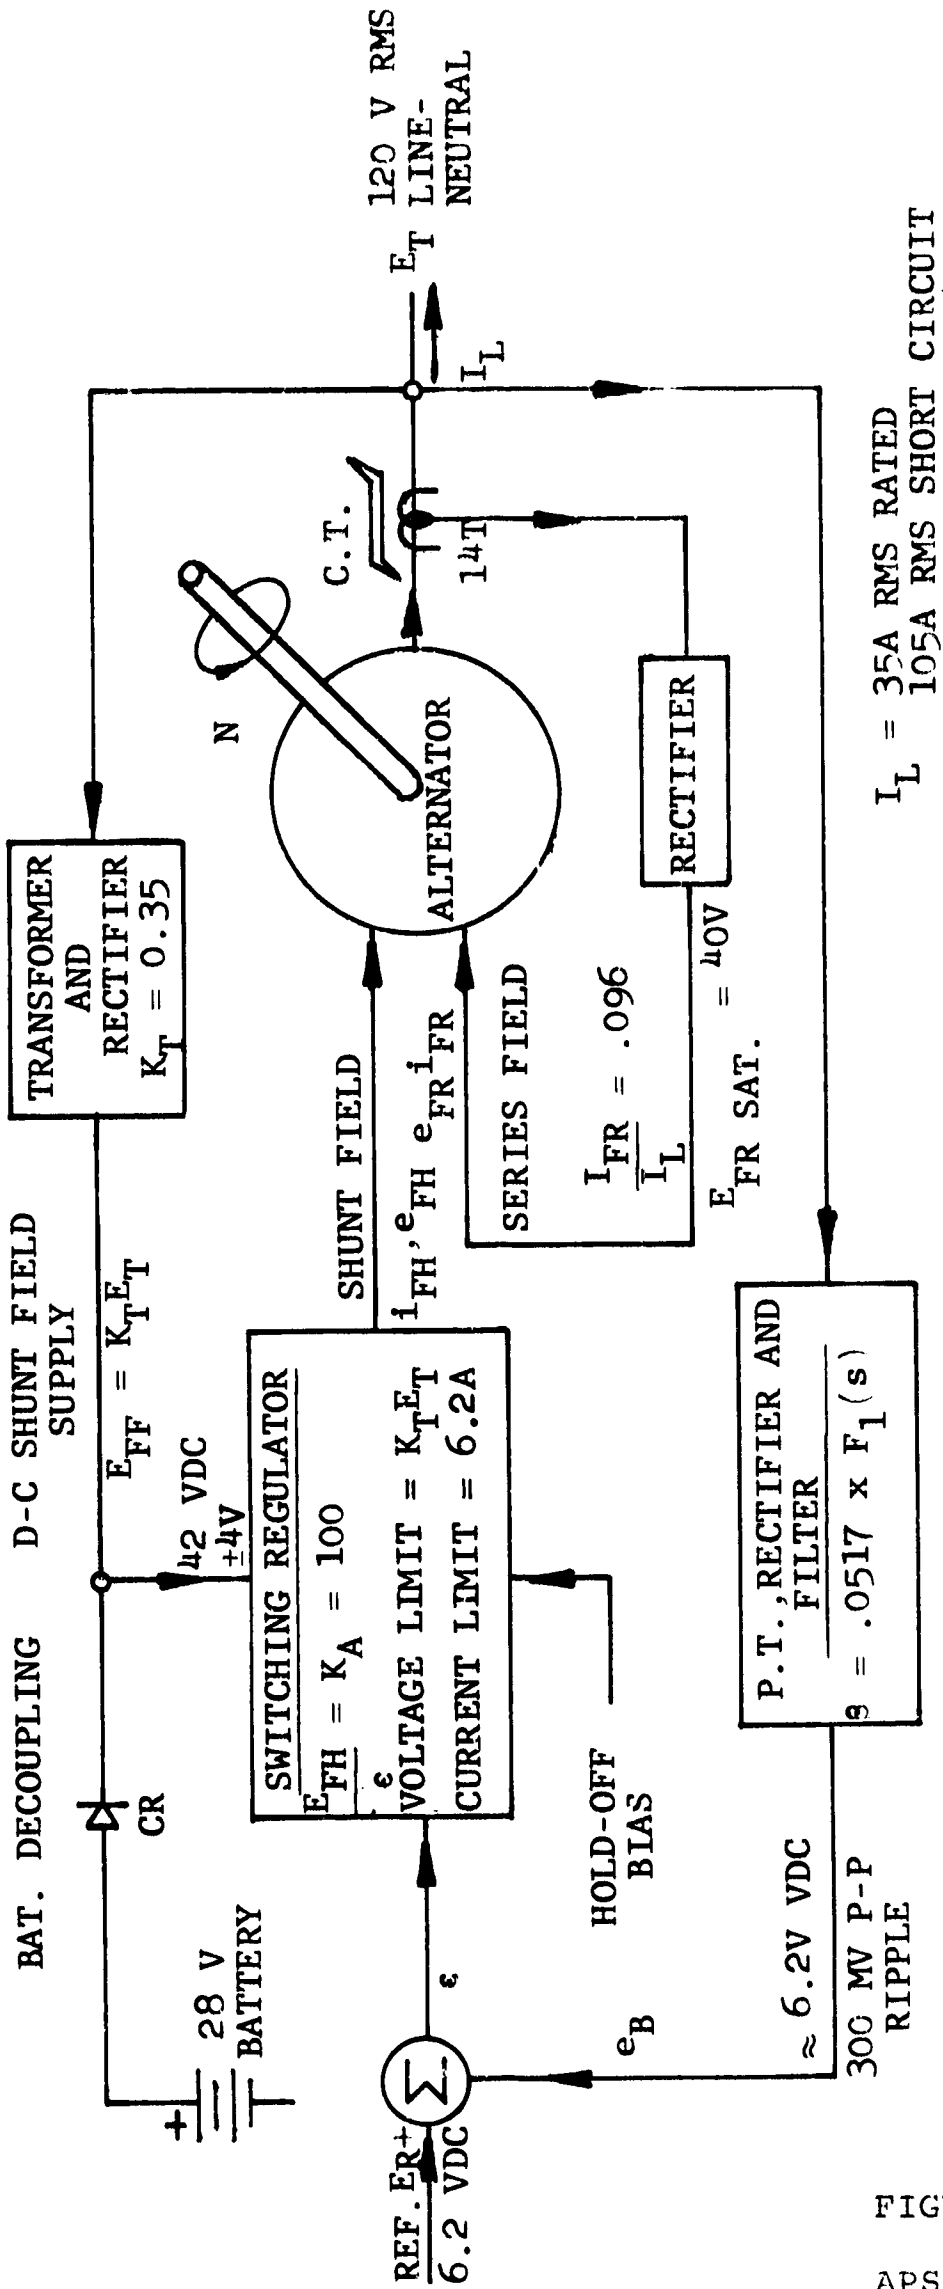 BAT. DECOUPLING
D-C SHUNT FIELD
SUPPLY
+
28 V
BATTERY
CR
E_FF = K_T E_T
42 VDC
±4V
TRANSFORMER
AND
RECTIFIER
K_T = 0.35
REF. E_R+
6.2 VDC
Σ
ε
SWITCHING REGULATOR
E_FH = K_A = 100
ε
VOLTAGE LIMIT = K_T E_T
CURRENT LIMIT = 6.2A
SHUNT FIELD
i_FH, e_FH e_FR i_FR
N
ALTERNATOR
C.T.
14T
E_T
120 V RMS
LINE-
NEUTRAL
I_L
SERIES FIELD
I_FR = .096
I_L
E_FR SAT. = 40V
RECTIFIER
HOLD-OFF
BIAS
e_B
≈ 6.2V VDC
300 MV P-P
RIPPLE
P.T., RECTIFIER AND
FILTER
= .0517 x F_1(s)
I_L = 35A RMS RATED
105A RMS SHORT CIRCUIT
FIG
APS